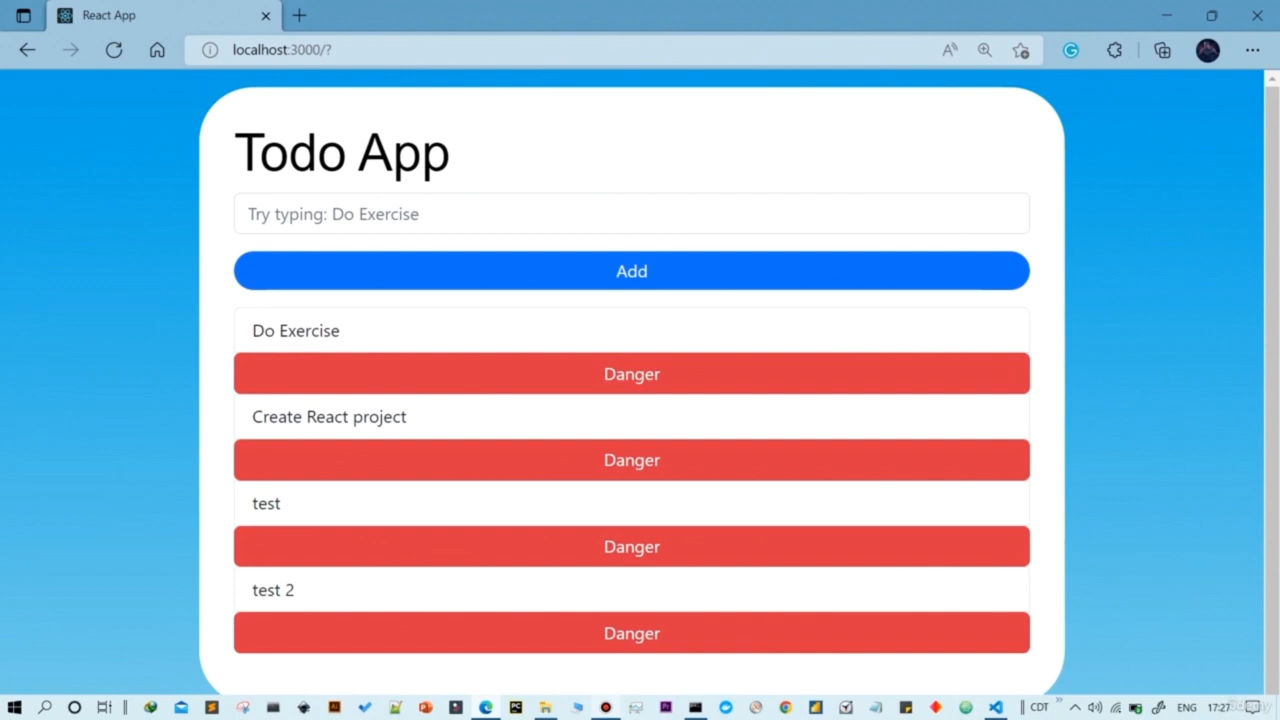 React App
localhost:3000/?
Todo App
Try typing: Do Exercise
Add
Do Exercise
Danger
Create React project
Danger
test
Danger
test 2
Danger
CDT
ENG
17:27